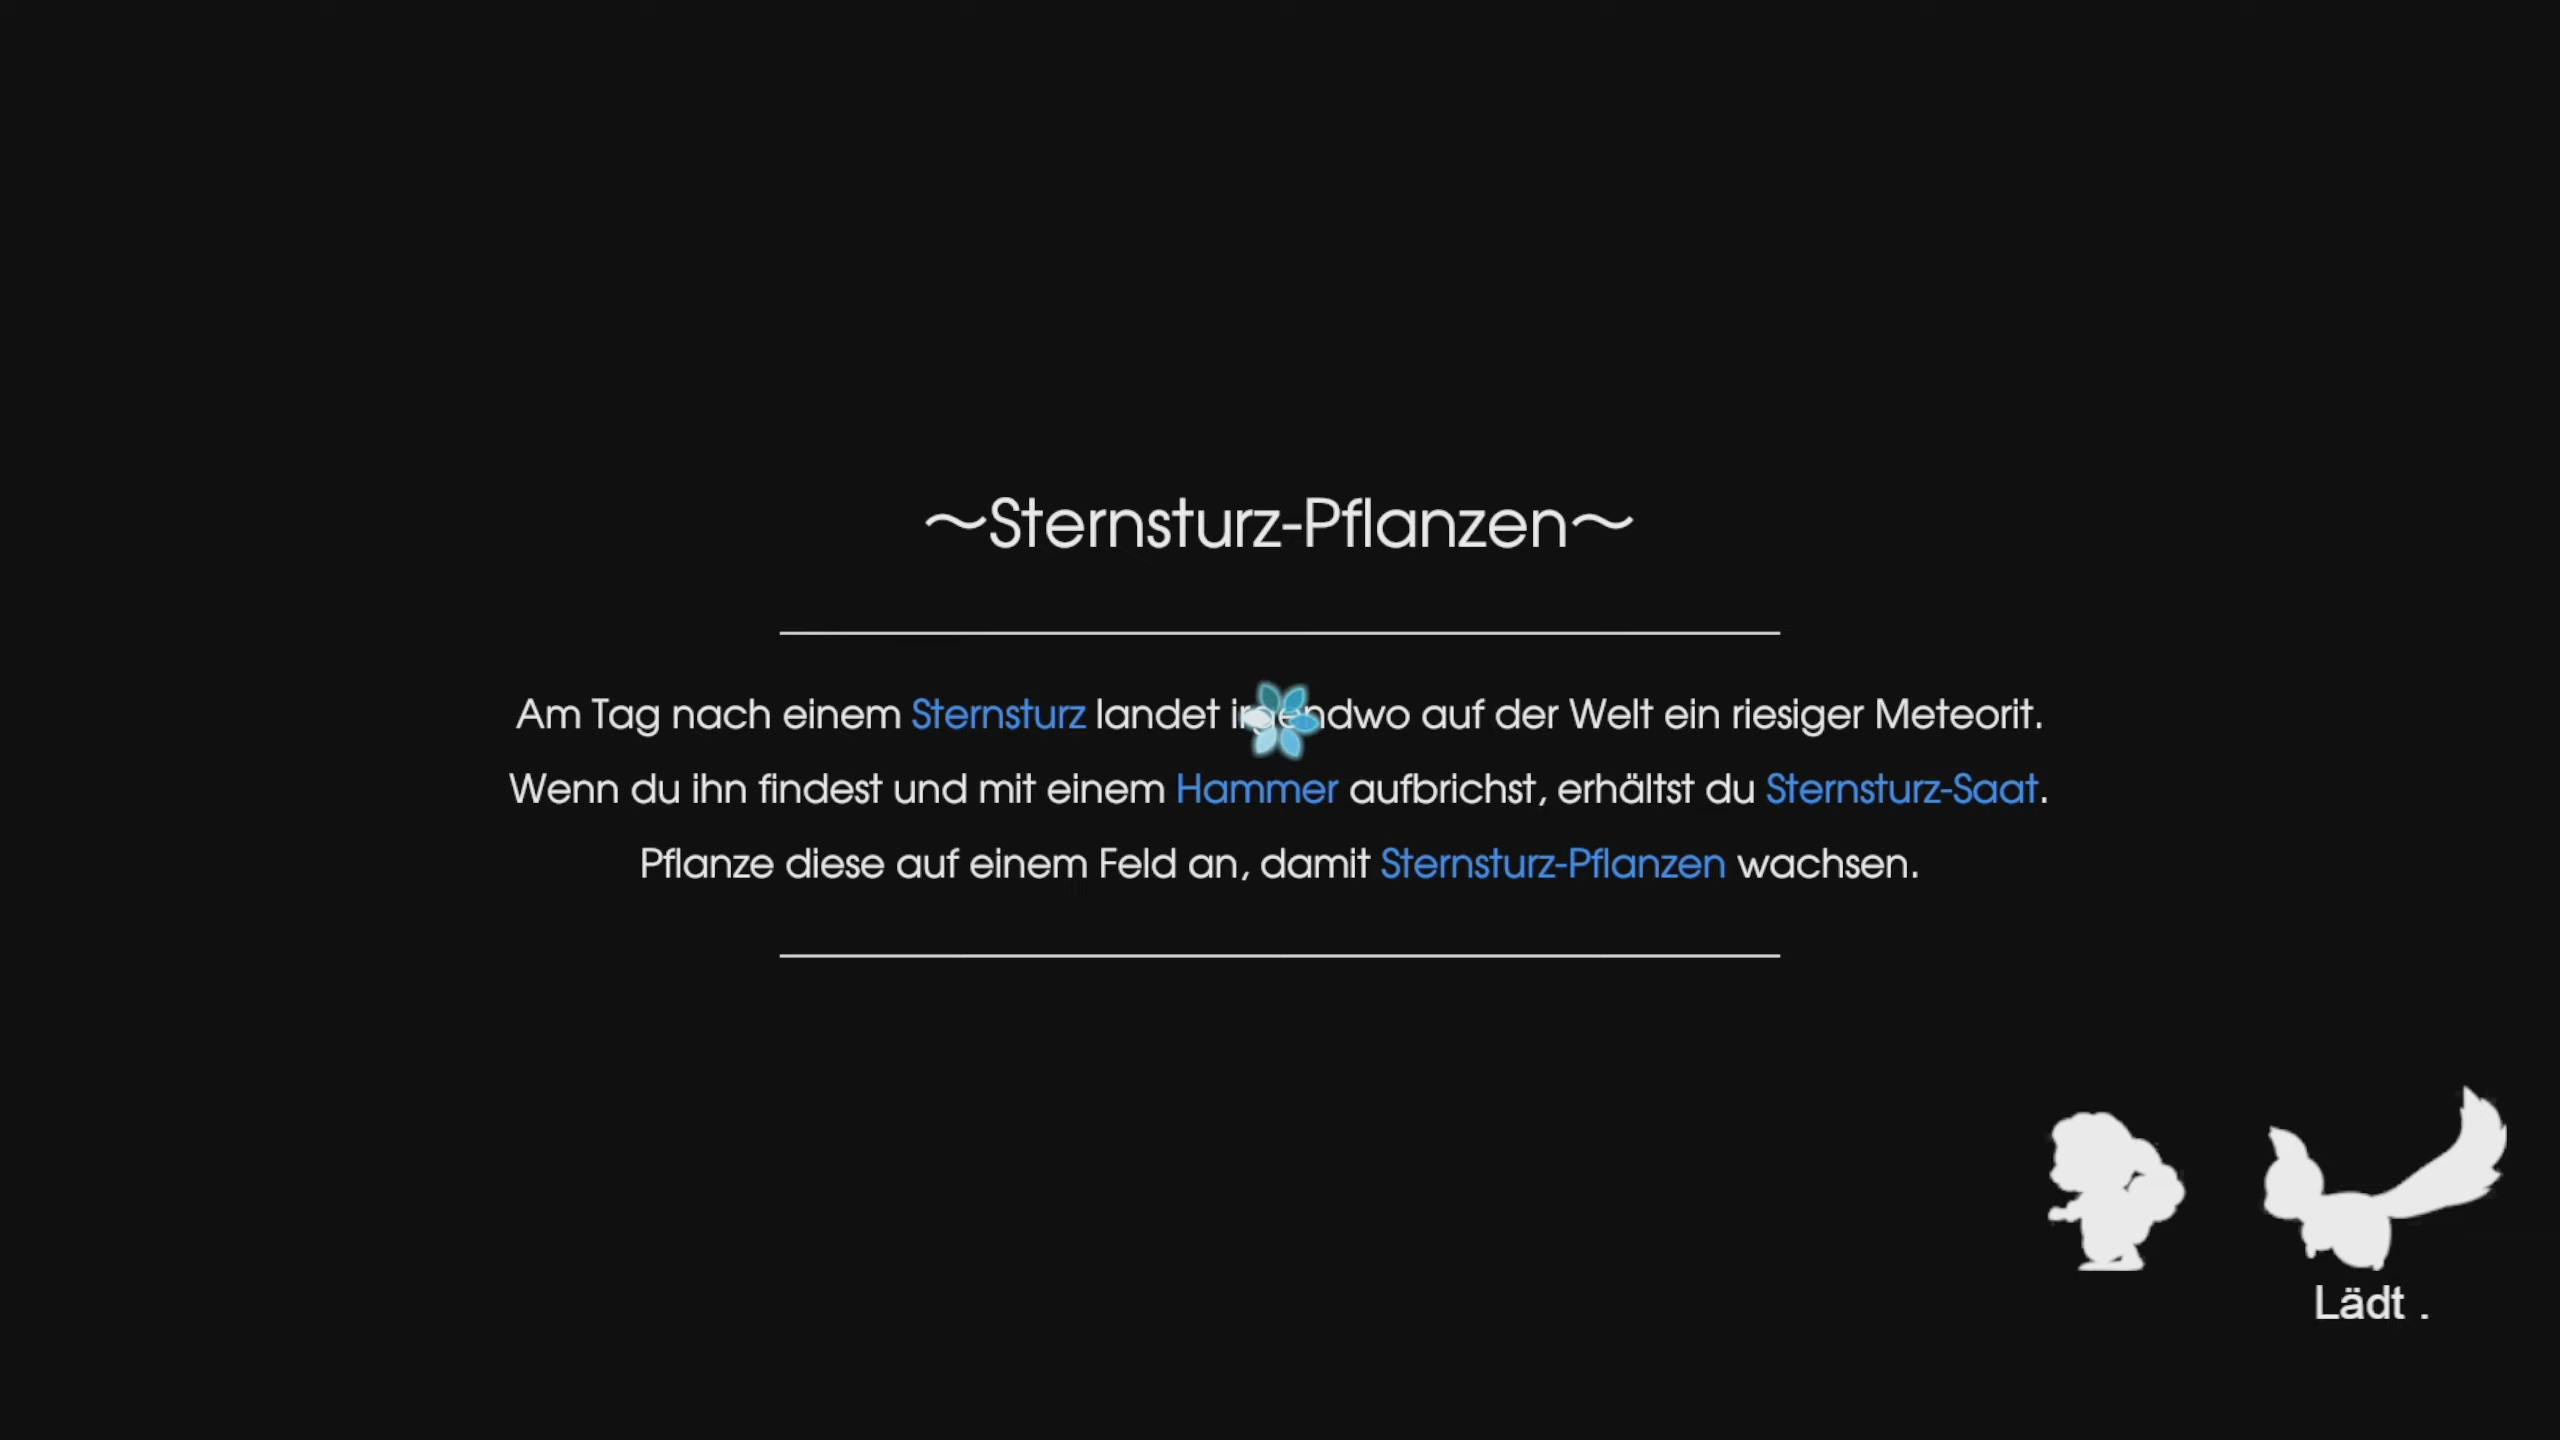 ～Sternsturz-Pflanzen～
Am Tag nach einem Sternsturz landet irgendwo auf der Welt ein riesiger Meteorit.
Wenn du ihn findest und mit einem Hammer aufbrichst, erhältst du Sternsturz-Saat.
Pflanze diese auf einem Feld an, damit Sternsturz-Pflanzen wachsen.
Lädt .